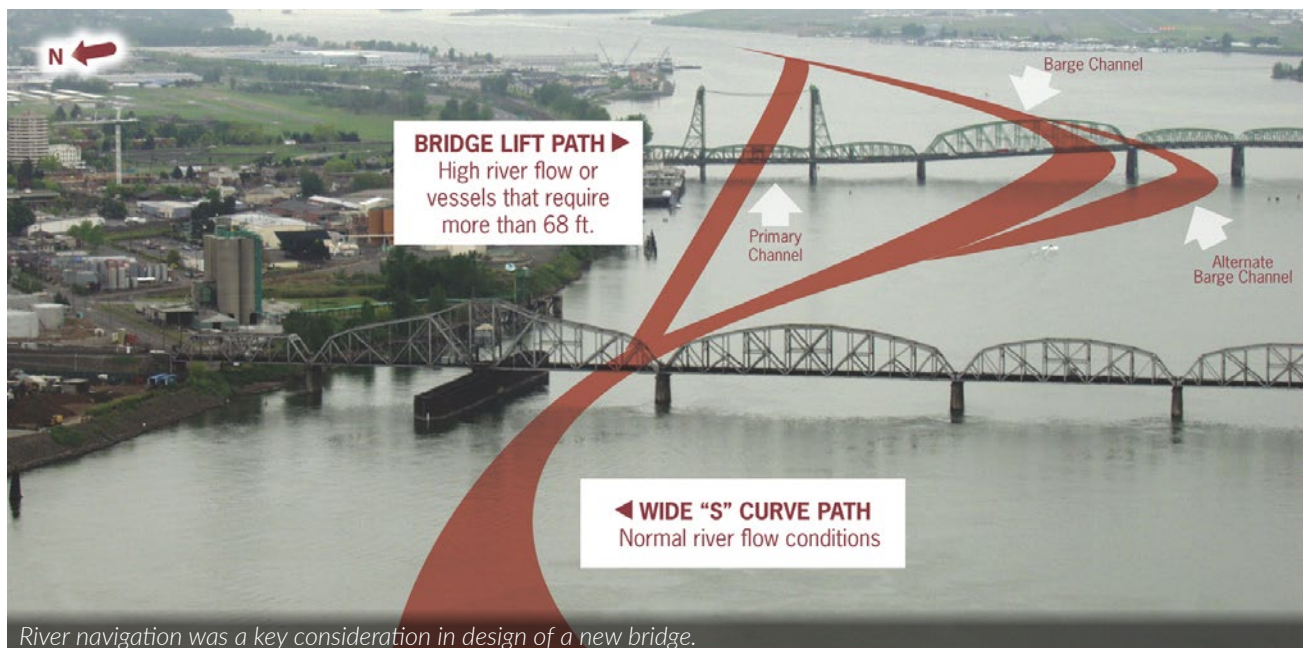 N
Barge Channel
BRIDGE LIFT PATH ▶
High river flow or
vessels that require
more than 68 ft.
Primary
Channel
Alternate
Barge Channel
◀ WIDE “S” CURVE PATH
Normal river flow conditions
River navigation was a key consideration in design of a new bridge.